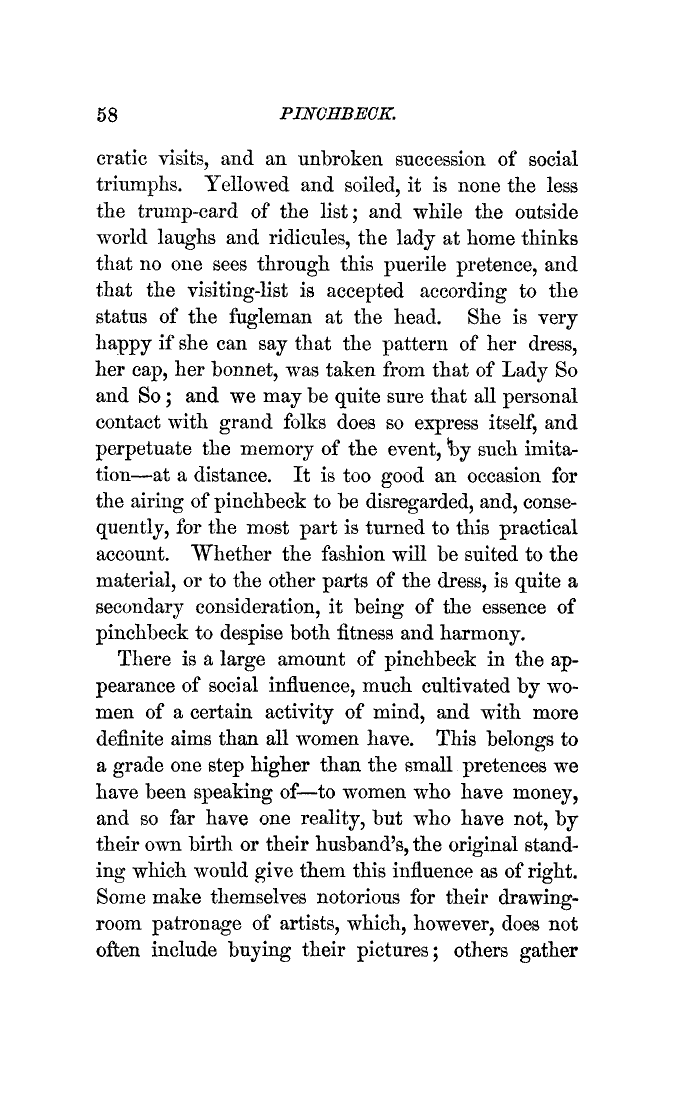 58 PINCHBECK.
cratic visits, and an unbroken succession of social
triumphs. Yellowed and soiled, it is none the less
the trump-card of the list; and while the outside
world laughs and ridicules, the lady at home thinks
that no one sees through this puerile pretence, and
that the visiting-list is accepted according to the
status of the fugleman at the head. She is very
happy if she can say that the pattern of her dress,
her cap, her bonnet, was taken from that of Lady So
and So; and we may be quite sure that all personal
contact with grand folks does so express itself, and
perpetuate the memory of the event, by such imita-
tion—at a distance. It is too good an occasion for
the airing of pinchbeck to be disregarded, and, conse-
quently, for the most part is turned to this practical
account. Whether the fashion will be suited to the
material, or to the other parts of the dress, is quite a
secondary consideration, it being of the essence of
pinchbeck to despise both fitness and harmony.
There is a large amount of pinchbeck in the ap-
pearance of social influence, much cultivated by wo-
men of a certain activity of mind, and with more
definite aims than all women have. This belongs to
a grade one step higher than the small pretences we
have been speaking of—to women who have money,
and so far have one reality, but who have not, by
their own birth or their husband's, the original stand-
ing which would give them this influence as of right.
Some make themselves notorious for their drawing-
room patronage of artists, which, however, does not
often include buying their pictures; others gather